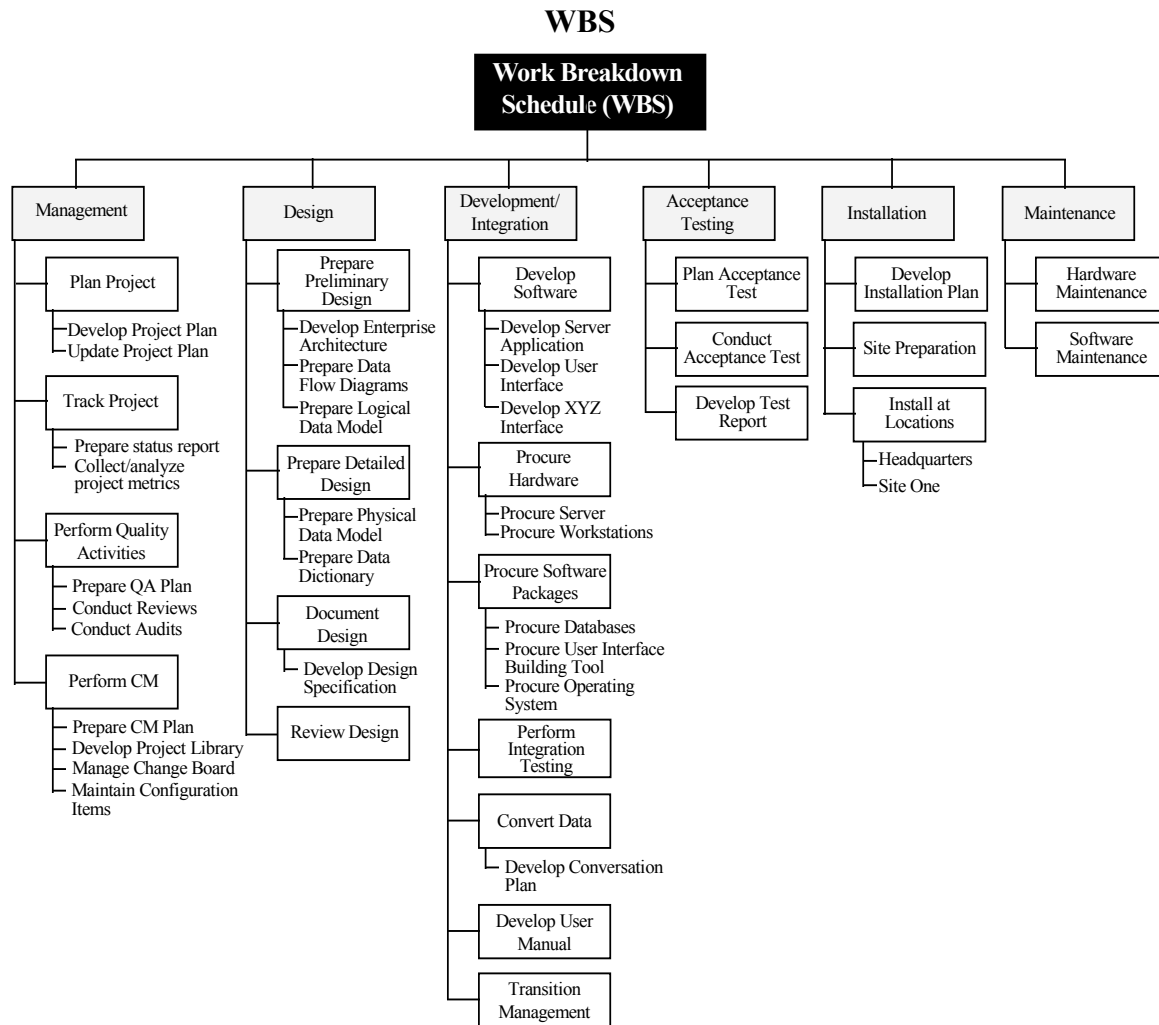 WBS
Work Breakdown
Schedule (WBS)
Management
Plan Project
Develop Project Plan
Update Project Plan
Track Project
Prepare status report
Collect/analyze
project metrics
Perform Quality
Activities
Prepare QA Plan
Conduct Reviews
Conduct Audits
Perform CM
Prepare CM Plan
Develop Project Library
Manage Change Board
Maintain Configuration
Items
Design
Prepare
Preliminary
Design
Develop Enterprise
Architecture
Prepare Data
Flow Diagrams
Prepare Logical
Data Model
Prepare Detailed
Design
Prepare Physical
Data Model
Prepare Data
Dictionary
Document
Design
Develop Design
Specification
Review Design
Development/
Integration
Develop
Software
Develop Server
Application
Develop User
Interface
Develop XYZ
Interface
Procure
Hardware
Procure Server
Procure Workstations
Procure Software
Packages
Procure Databases
Procure User Interface
Building Tool
Procure Operating
System
Perform
Integration
Testing
Convert Data
Develop Conversation
Plan
Develop User
Manual
Transition
Management
Acceptance
Testing
Plan Acceptance
Test
Conduct
Acceptance Test
Develop Test
Report
Installation
Develop
Installation Plan
Site Preparation
Install at
Locations
Headquarters
Site One
Maintenance
Hardware
Maintenance
Software
Maintenance